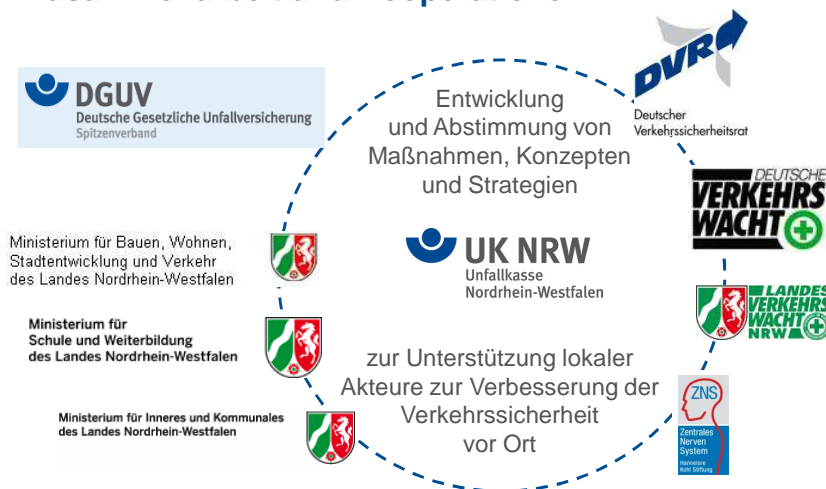 DGUV
Deutsche Gesetzliche Unfallversicherung
Spitzenverband
DVR
Deutscher
Verkehrssicherheitsrat
Entwicklung
und Abstimmung von
Maßnahmen, Konzepten
und Strategien
DEUTSCHE
VERKEHRS
WACHT
Ministerium für Bauen, Wohnen,
Stadtentwicklung und Verkehr
des Landes Nordrhein-Westfalen
UK NRW
Unfallkasse
Nordrhein-Westfalen
LANDES
VERKEHRS
WACHT
NRW
Ministerium für
Schule und Weiterbildung
des Landes Nordrhein-Westfalen
zur Unterstützung lokaler
Akteure zur Verbesserung der
Verkehrssicherheit
vor Ort
ZNS
Zentrales
Nerven
System
Hannelore
Kohl Stiftung
Ministerium für Inneres und Kommunales
des Landes Nordrhein-Westfalen